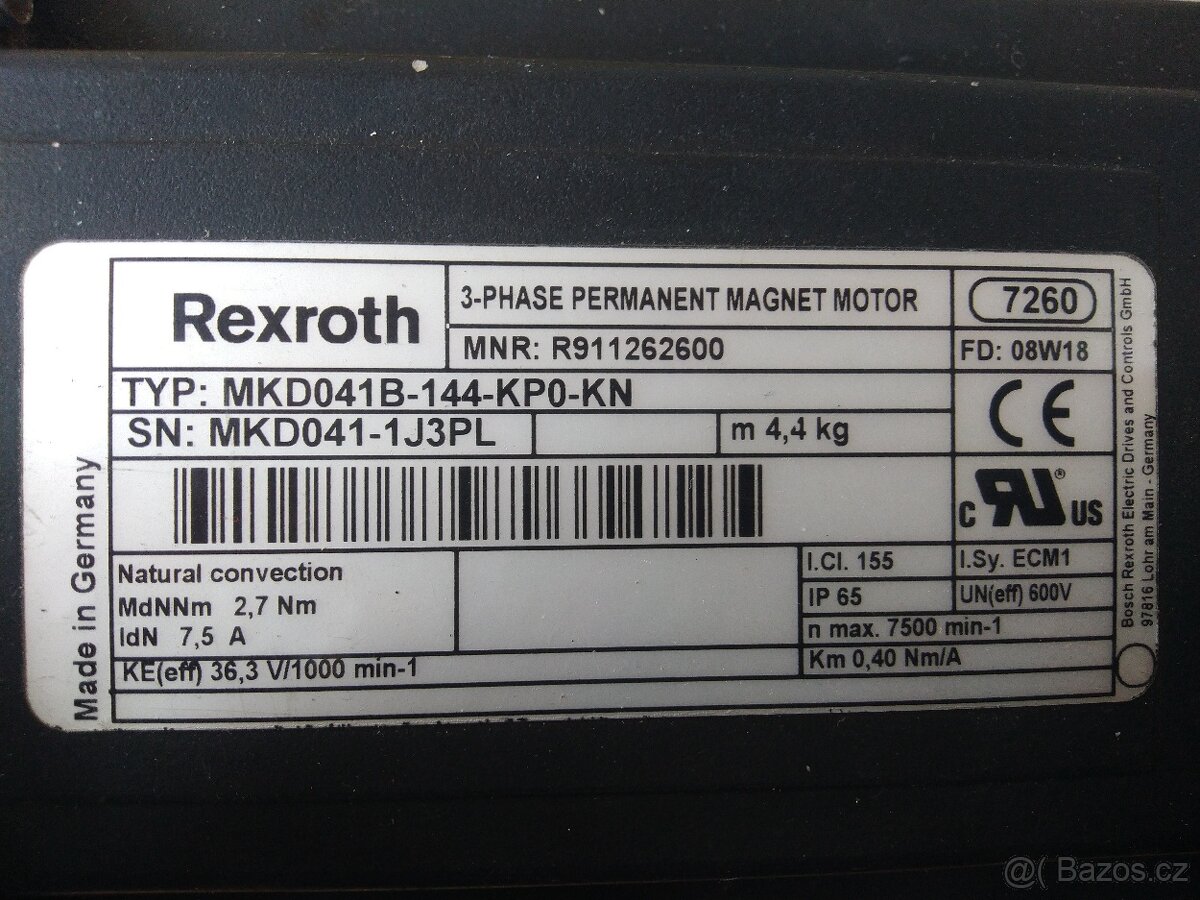 Rexroth
3-PHASE PERMANENT MAGNET MOTOR
7260
MNR: R911262600
FD: 08W18
TYP: MKD041B-144-KP0-KN
SN: MKD041-1J3PL
m 4,4 kg
CE
c RU® US
Natural convection
MdNNm 2,7 Nm
IdN 7,5 A
KE(eff) 36,3 V/1000 min-1
I.Cl. 155
I.Sy. ECM1
IP 65
UN(eff) 600V
n max. 7500 min-1
Km 0,40 Nm/A
Made in Germany
Bosch Rexroth Electric Drives and Controls GmbH
97816 Lohr am Main - Germany
@( Bazos.cz